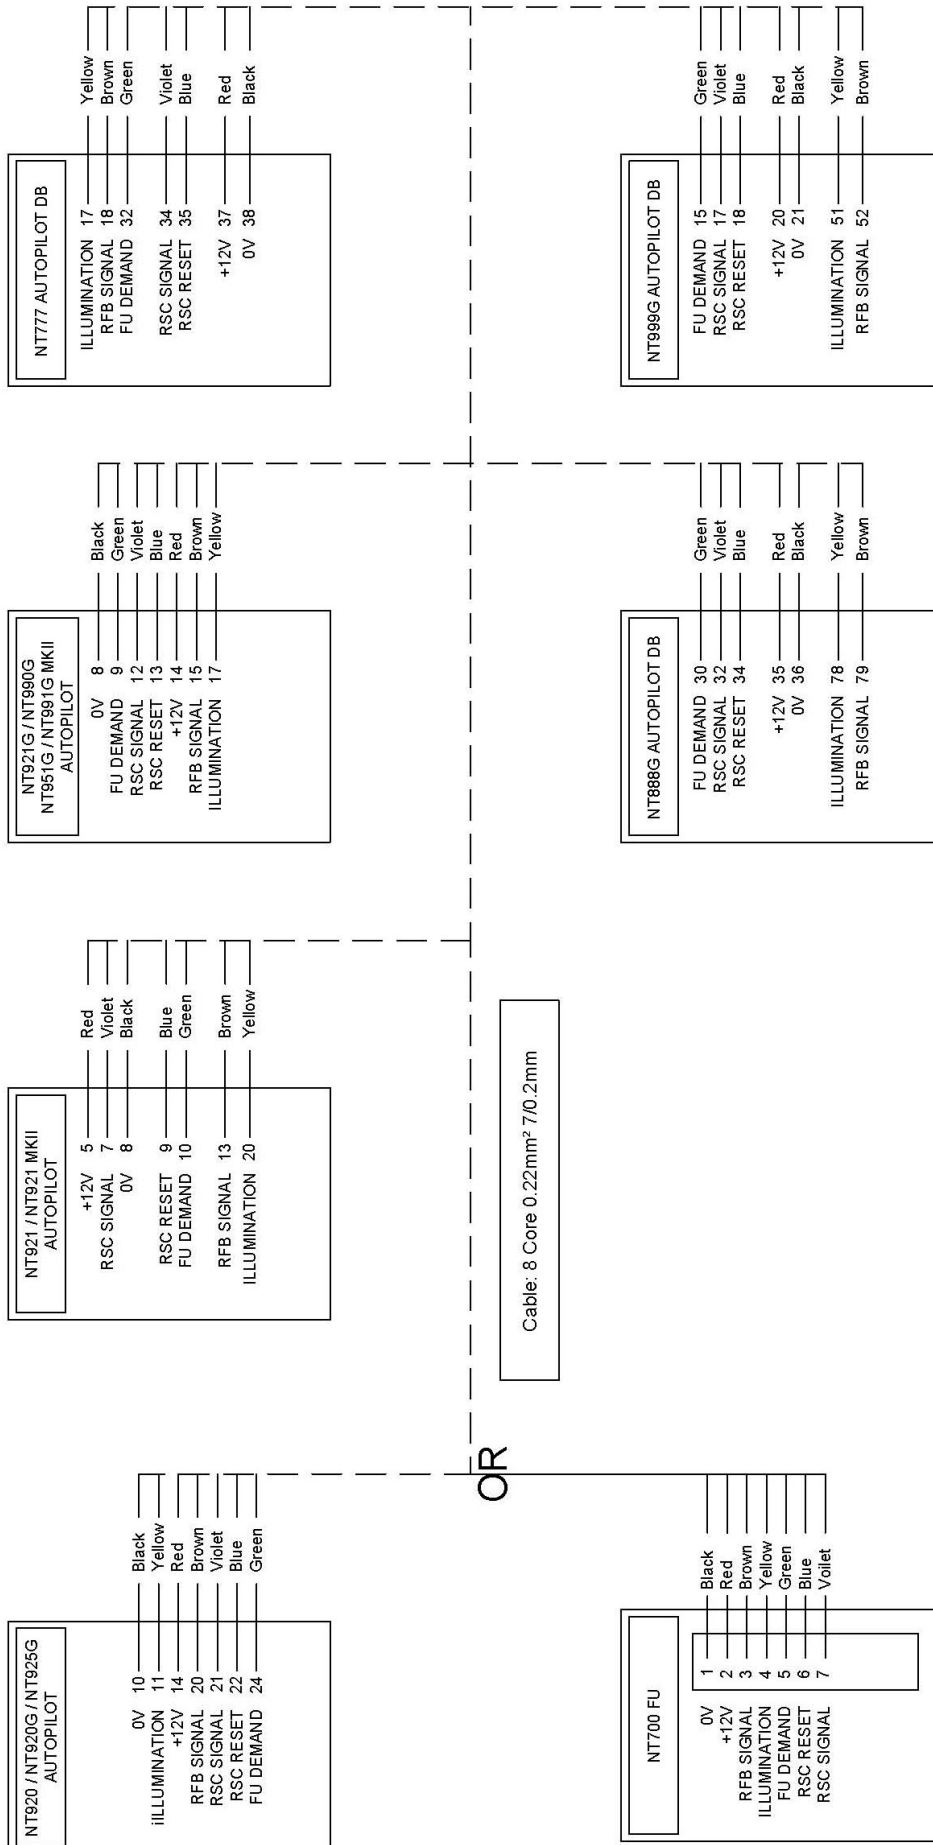 NT777 AUTOPILOT DB
ILLUMINATION 17 Yellow
RFB SIGNAL 18 Brown
FU DEMAND 32 Green
RSC SIGNAL 34 Violet
RSC RESET 35 Blue
+12V 37 Red
0V 38 Black
NT999G AUTOPILOT DB
FU DEMAND 15 Green
RSC SIGNAL 17 Violet
RSC RESET 18 Blue
+12V 20 Red
0V 21 Black
ILLUMINATION 51 Yellow
RFB SIGNAL 52 Brown
NT921G / NT990G
NT951G / NT991G MKII
AUTOPILOT
0V 8 Black
FU DEMAND 9 Green
RSC SIGNAL 12 Violet
RSC RESET 13 Blue
+12V 14 Red
RFB SIGNAL 15 Brown
ILLUMINATION 17 Yellow
NT888G AUTOPILOT DB
FU DEMAND 30 Green
RSC SIGNAL 32 Violet
RSC RESET 34 Blue
+12V 35 Red
0V 36 Black
ILLUMINATION 78 Yellow
RFB SIGNAL 79 Brown
NT921 / NT921 MKII
AUTOPILOT
+12V 5 Red
RSC SIGNAL 7 Violet
0V 8 Black
RSC RESET 9 Blue
FU DEMAND 10 Green
RFB SIGNAL 13 Brown
ILLUMINATION 20 Yellow
Cable: 8 Core 0.22mm² 7/0.2mm
OR
NT920 / NT920G / NT925G
AUTOPILOT
0V 10 Black
iILLUMINATION 11 Yellow
+12V 14 Red
RFB SIGNAL 20 Brown
RSC SIGNAL 21 Violet
RSC RESET 22 Blue
FU DEMAND 24 Green
NT700 FU
0V 1 Black
+12V 2 Red
RFB SIGNAL 3 Brown
ILLUMINATION 4 Yellow
FU DEMAND 5 Green
RSC RESET 6 Blue
RSC SIGNAL 7 Voilet